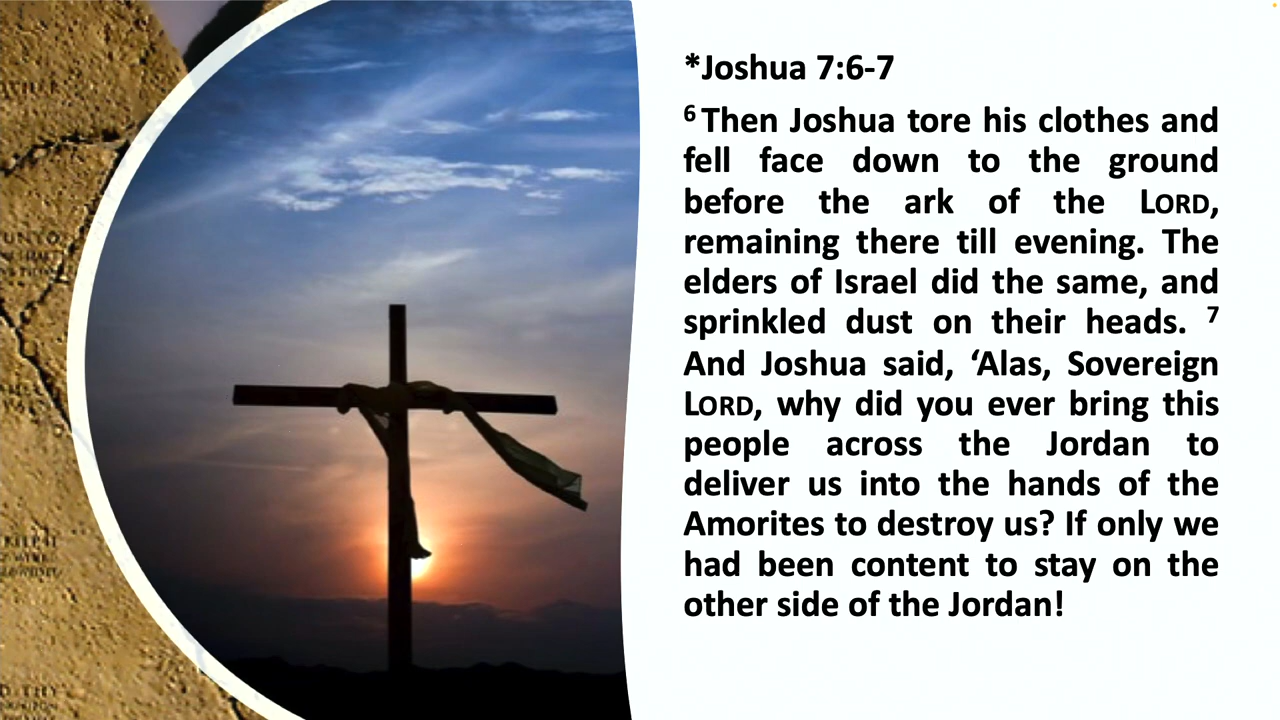 *Joshua 7:6-7
6 Then Joshua tore his clothes and
fell face down to the ground
before the ark of the LORD,
remaining there till evening. The
elders of Israel did the same, and
sprinkled dust on their heads. 7
And Joshua said, ‘Alas, Sovereign
LORD, why did you ever bring this
people across the Jordan to
deliver us into the hands of the
Amorites to destroy us? If only we
had been content to stay on the
other side of the Jordan!